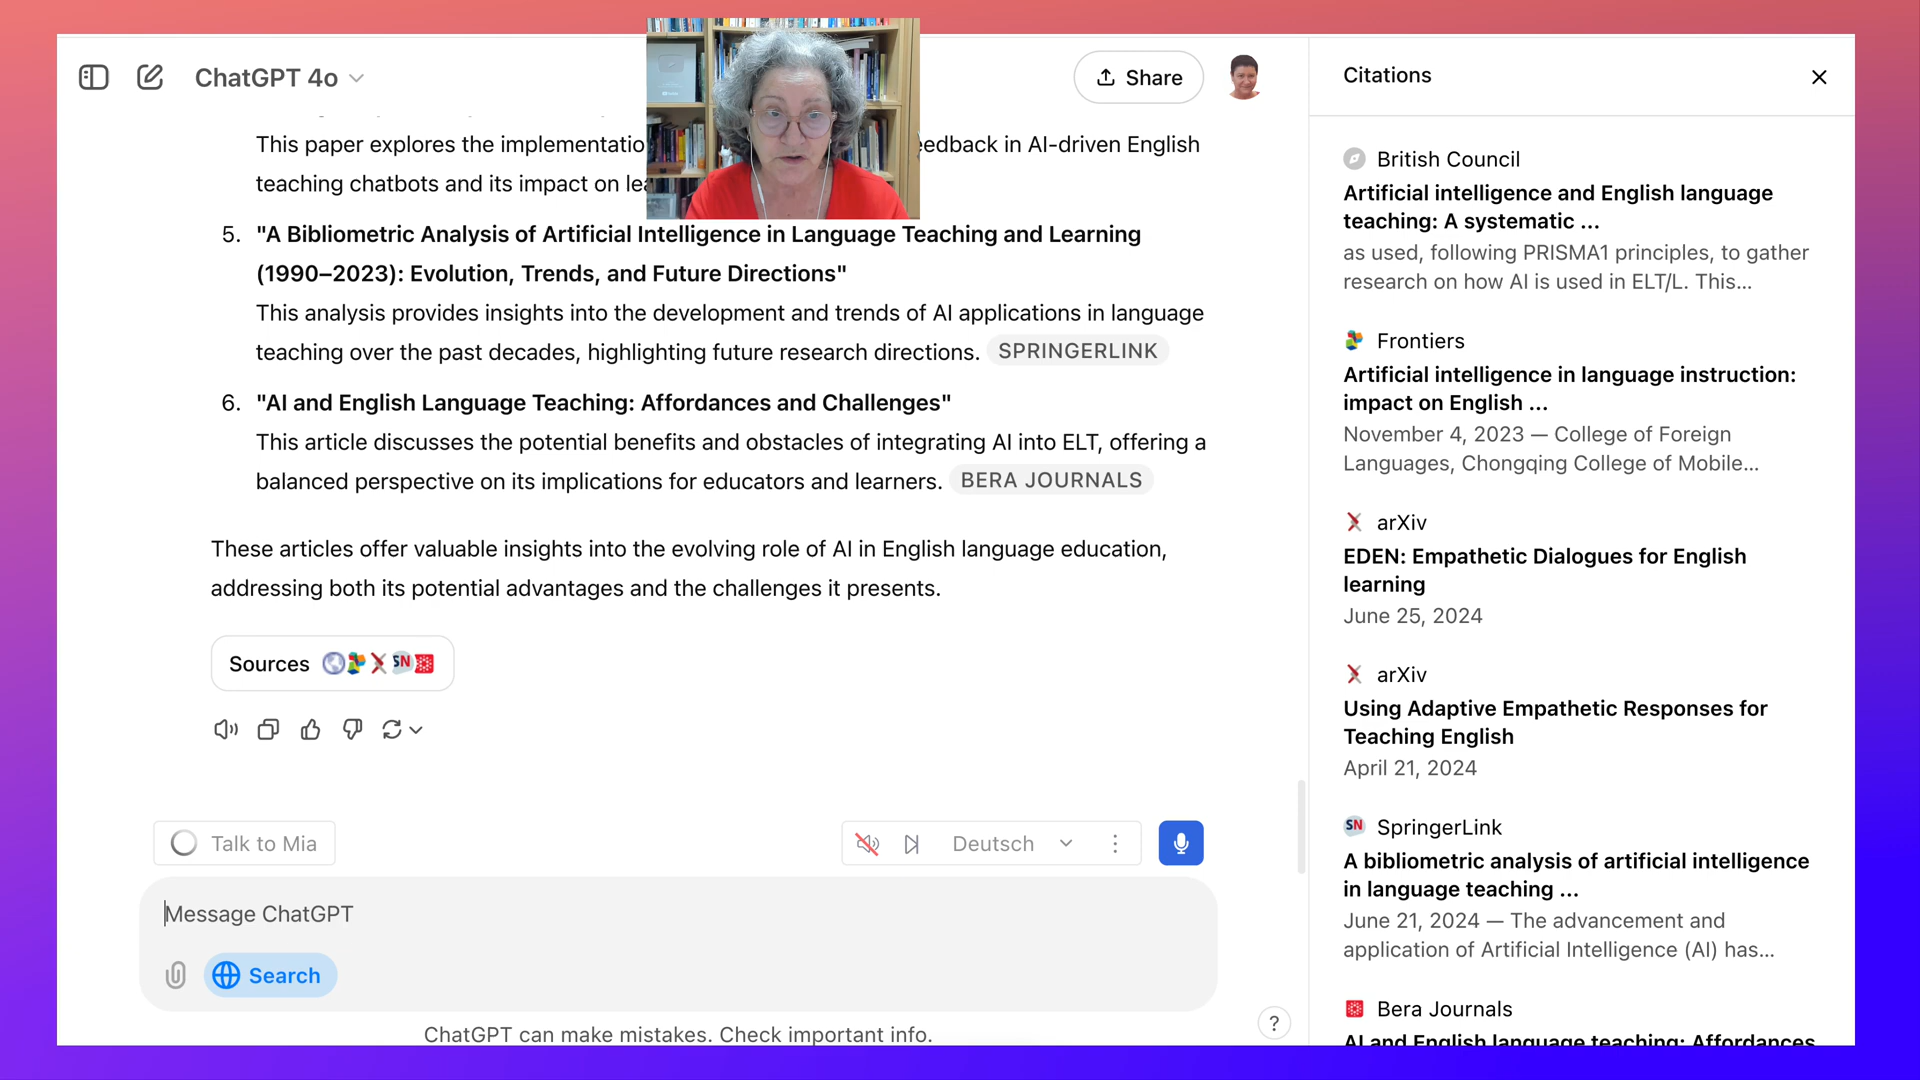 ChatGPT 4o
Share
This paper explores the
eedback in AI-driven English
teaching chatbots and its impact on
5. "A Bibliometric Analysis of Artificial Intelligence in Language Teaching and Learning
(1990–2023): Evolution, Trends, and Future Directions"
This analysis provides insights into the development and trends of AI applications in language
teaching over the past decades, highlighting future research directions. SPRINGERLINK
6. "AI and English Language Teaching: Affordances and Challenges"
This article discusses the potential benefits and obstacles of integrating AI into ELT, offering a
balanced perspective on its implications for educators and learners. BERA JOURNALS
These articles offer valuable insights into the evolving role of AI in English language education,
addressing both its potential advantages and the challenges it presents.
Sources
Talk to Mia
Deutsch
Message ChatGPT
Search
ChatGPT can make mistakes. Check important info.
?
Citations
British Council
Artificial intelligence and English language
teaching: A systematic ...
as used, following PRISMA1 principles, to gather
research on how AI is used in ELT/L. This...
Frontiers
Artificial intelligence in language instruction:
impact on English ...
November 4, 2023 — College of Foreign
Languages, Chongqing College of Mobile...
arXiv
EDEN: Empathetic Dialogues for English
learning
June 25, 2024
arXiv
Using Adaptive Empathetic Responses for
Teaching English
April 21, 2024
SN SpringerLink
A bibliometric analysis of artificial intelligence
in language teaching ...
June 21, 2024 — The advancement and
application of Artificial Intelligence (AI) has...
Bera Journals
AI and English language teaching: Affordances